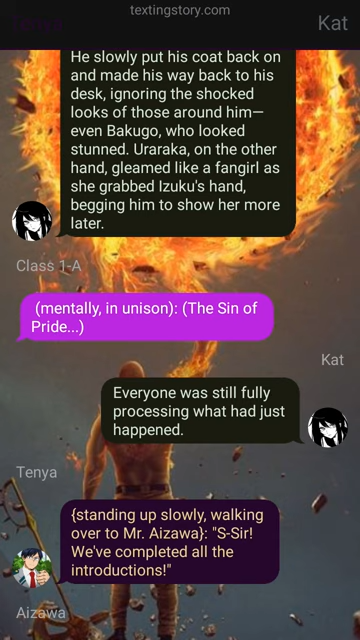 textingstory.com
Tenya
Kat
He slowly put his coat back on
and made his way back to his
desk, ignoring the shocked
looks of those around him—
even Bakugo, who looked
stunned. Uraraka, on the other
hand, gleamed like a fangirl as
she grabbed Izuku's hand,
begging him to show her more
later.
Class 1-A
(mentally, in unison): (The Sin of
Pride...)
Kat
Everyone was still fully
processing what had just
happened.
Tenya
{standing up slowly, walking
over to Mr. Aizawa}: "S-Sir!
We've completed all the
introductions!"
Aizawa